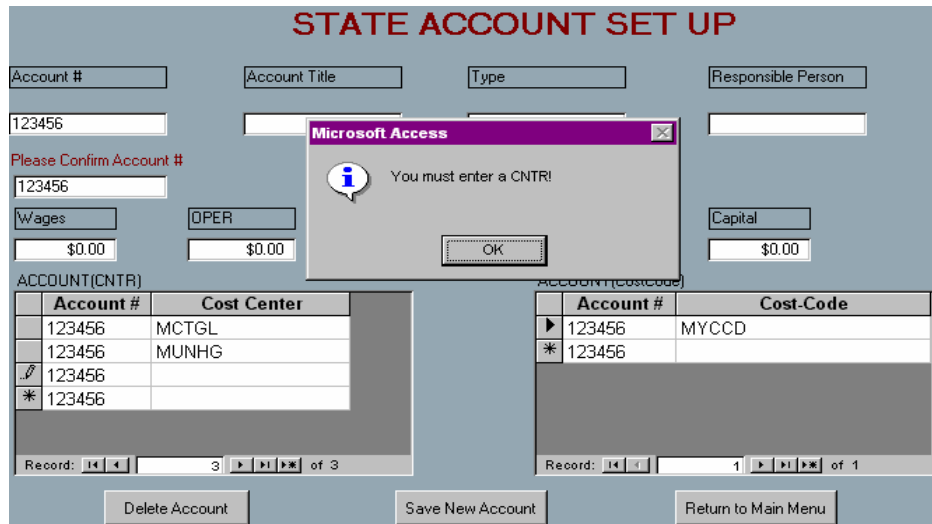 STATE ACCOUNT SET UP
Account # Account Title Type Responsible Person
123456
Microsoft Access
Please Confirm Account #
You must enter a CNTR!
123456
Wages OPER Capital
$0.00 $0.00 OK $0.00
ACCOUNT(CNTR) ACCOUNT(CostCode)
Account # Cost Center Account # Cost-Code
123456 MCTGL 123456 MYCCD
123456 MUNHG 123456
123456
123456
Record: 3 of 3 Record: 1 of 1
Delete Account Save New Account Return to Main Menu